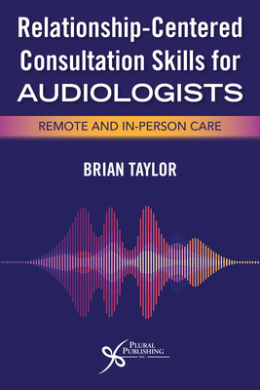 Relationship-Centered
Consultation Skills for
AUDIOLOGISTS
REMOTE AND IN-PERSON CARE
BRIAN TAYLOR
PLURAL
PUBLISHING
INC.